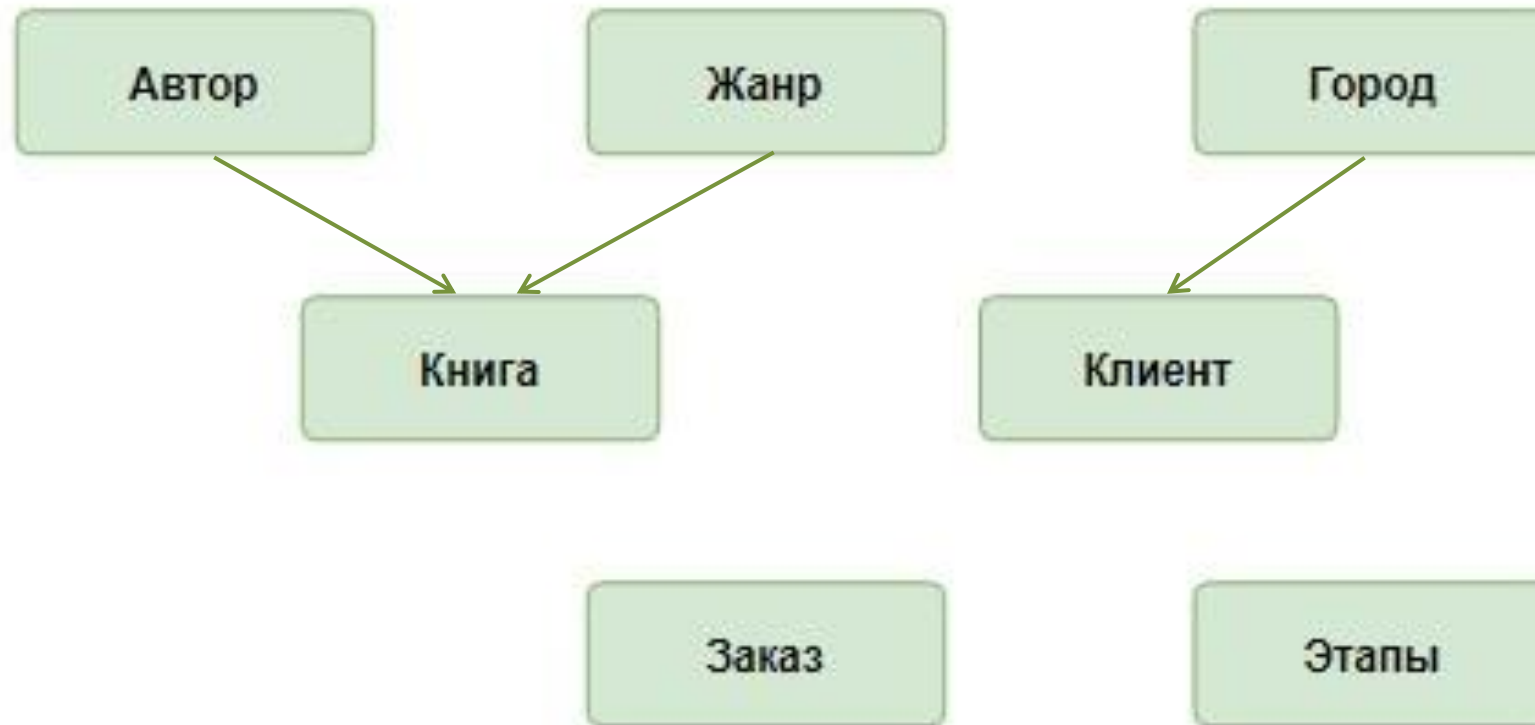 Автор
Жанр
Город
Книга
Клиент
Заказ
Этапы